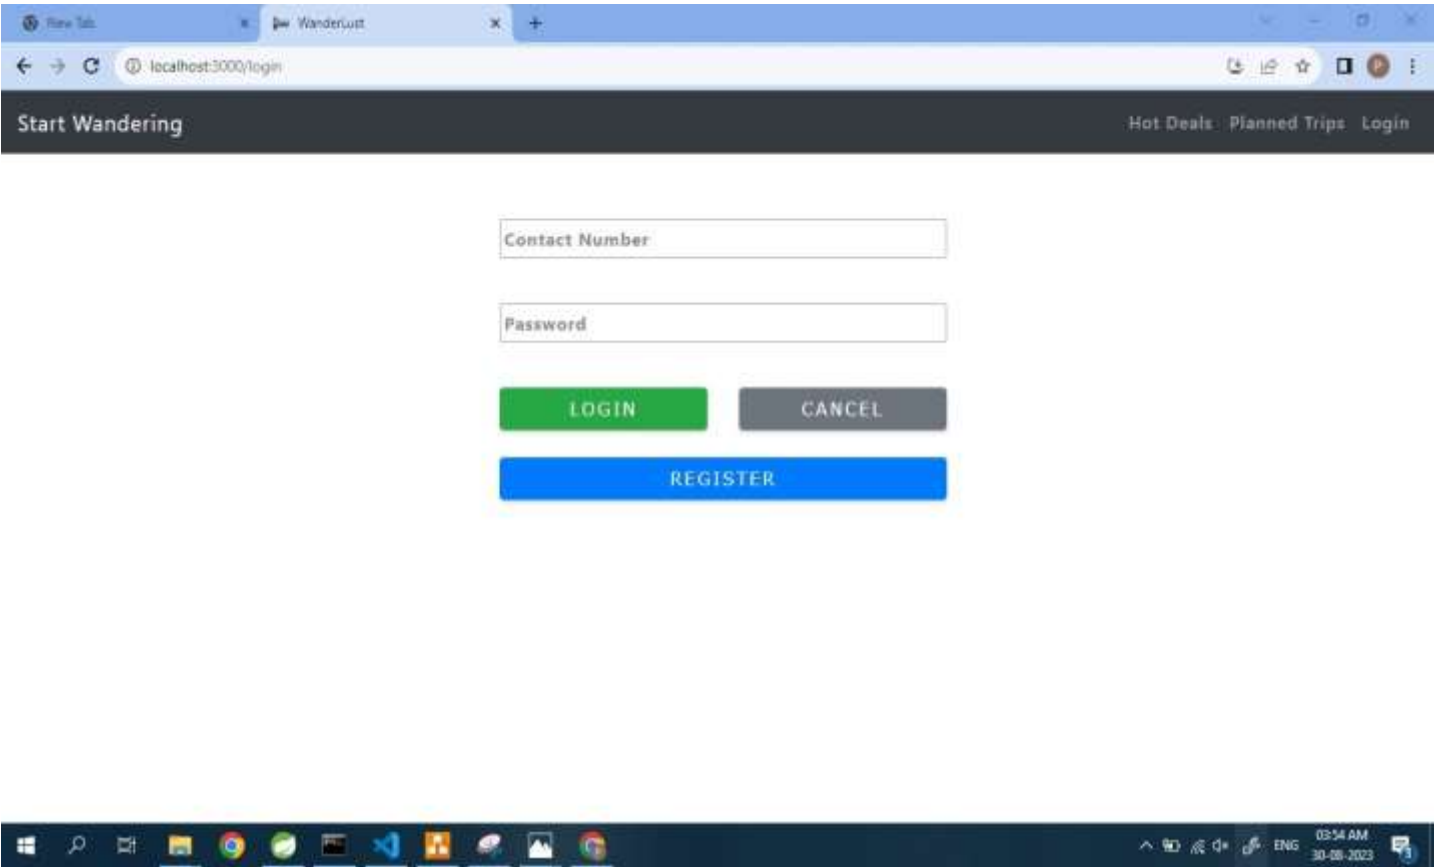 New Tab
WanderLust
localhost:3000/login
Start Wandering
Hot Deals Planned Trips Login
Contact Number
Password
LOGIN CANCEL
REGISTER
ENG
03:54 AM
30-08-2023